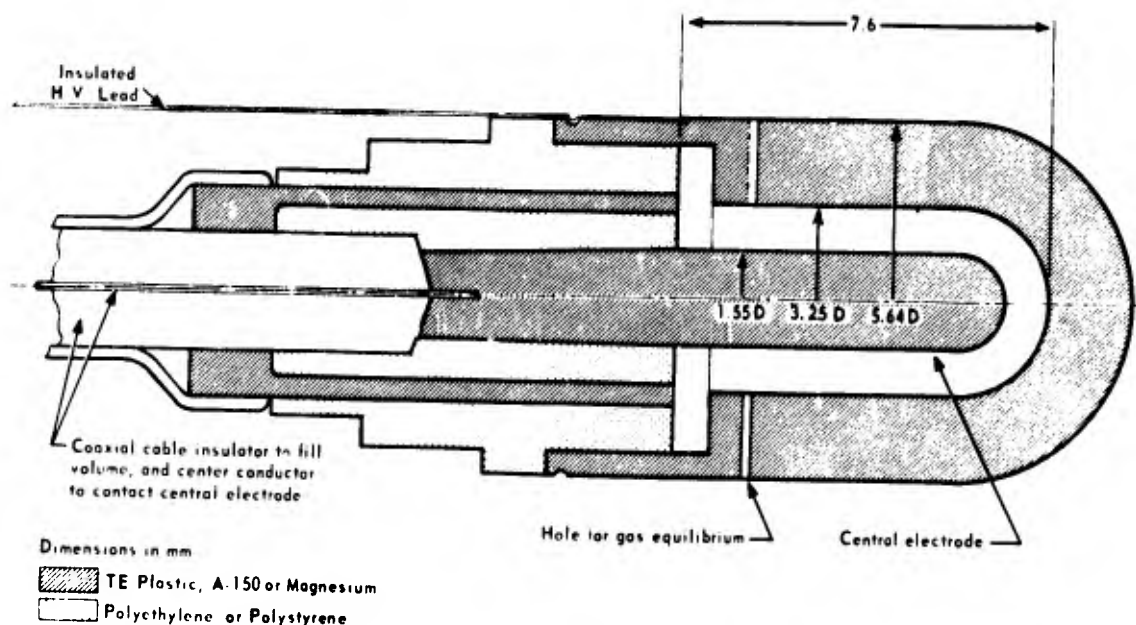 7.6
Insulated
H V Lead
1.55 D
3.25 D
5.64 D
Coaxial cable insulator to fill
volume, and center conductor
to contact central electrode
Hole for gas equilibrium
Central electrode
Dimensions in mm
TE Plastic, A-150 or Magnesium
Polyethylene or Polystyrene